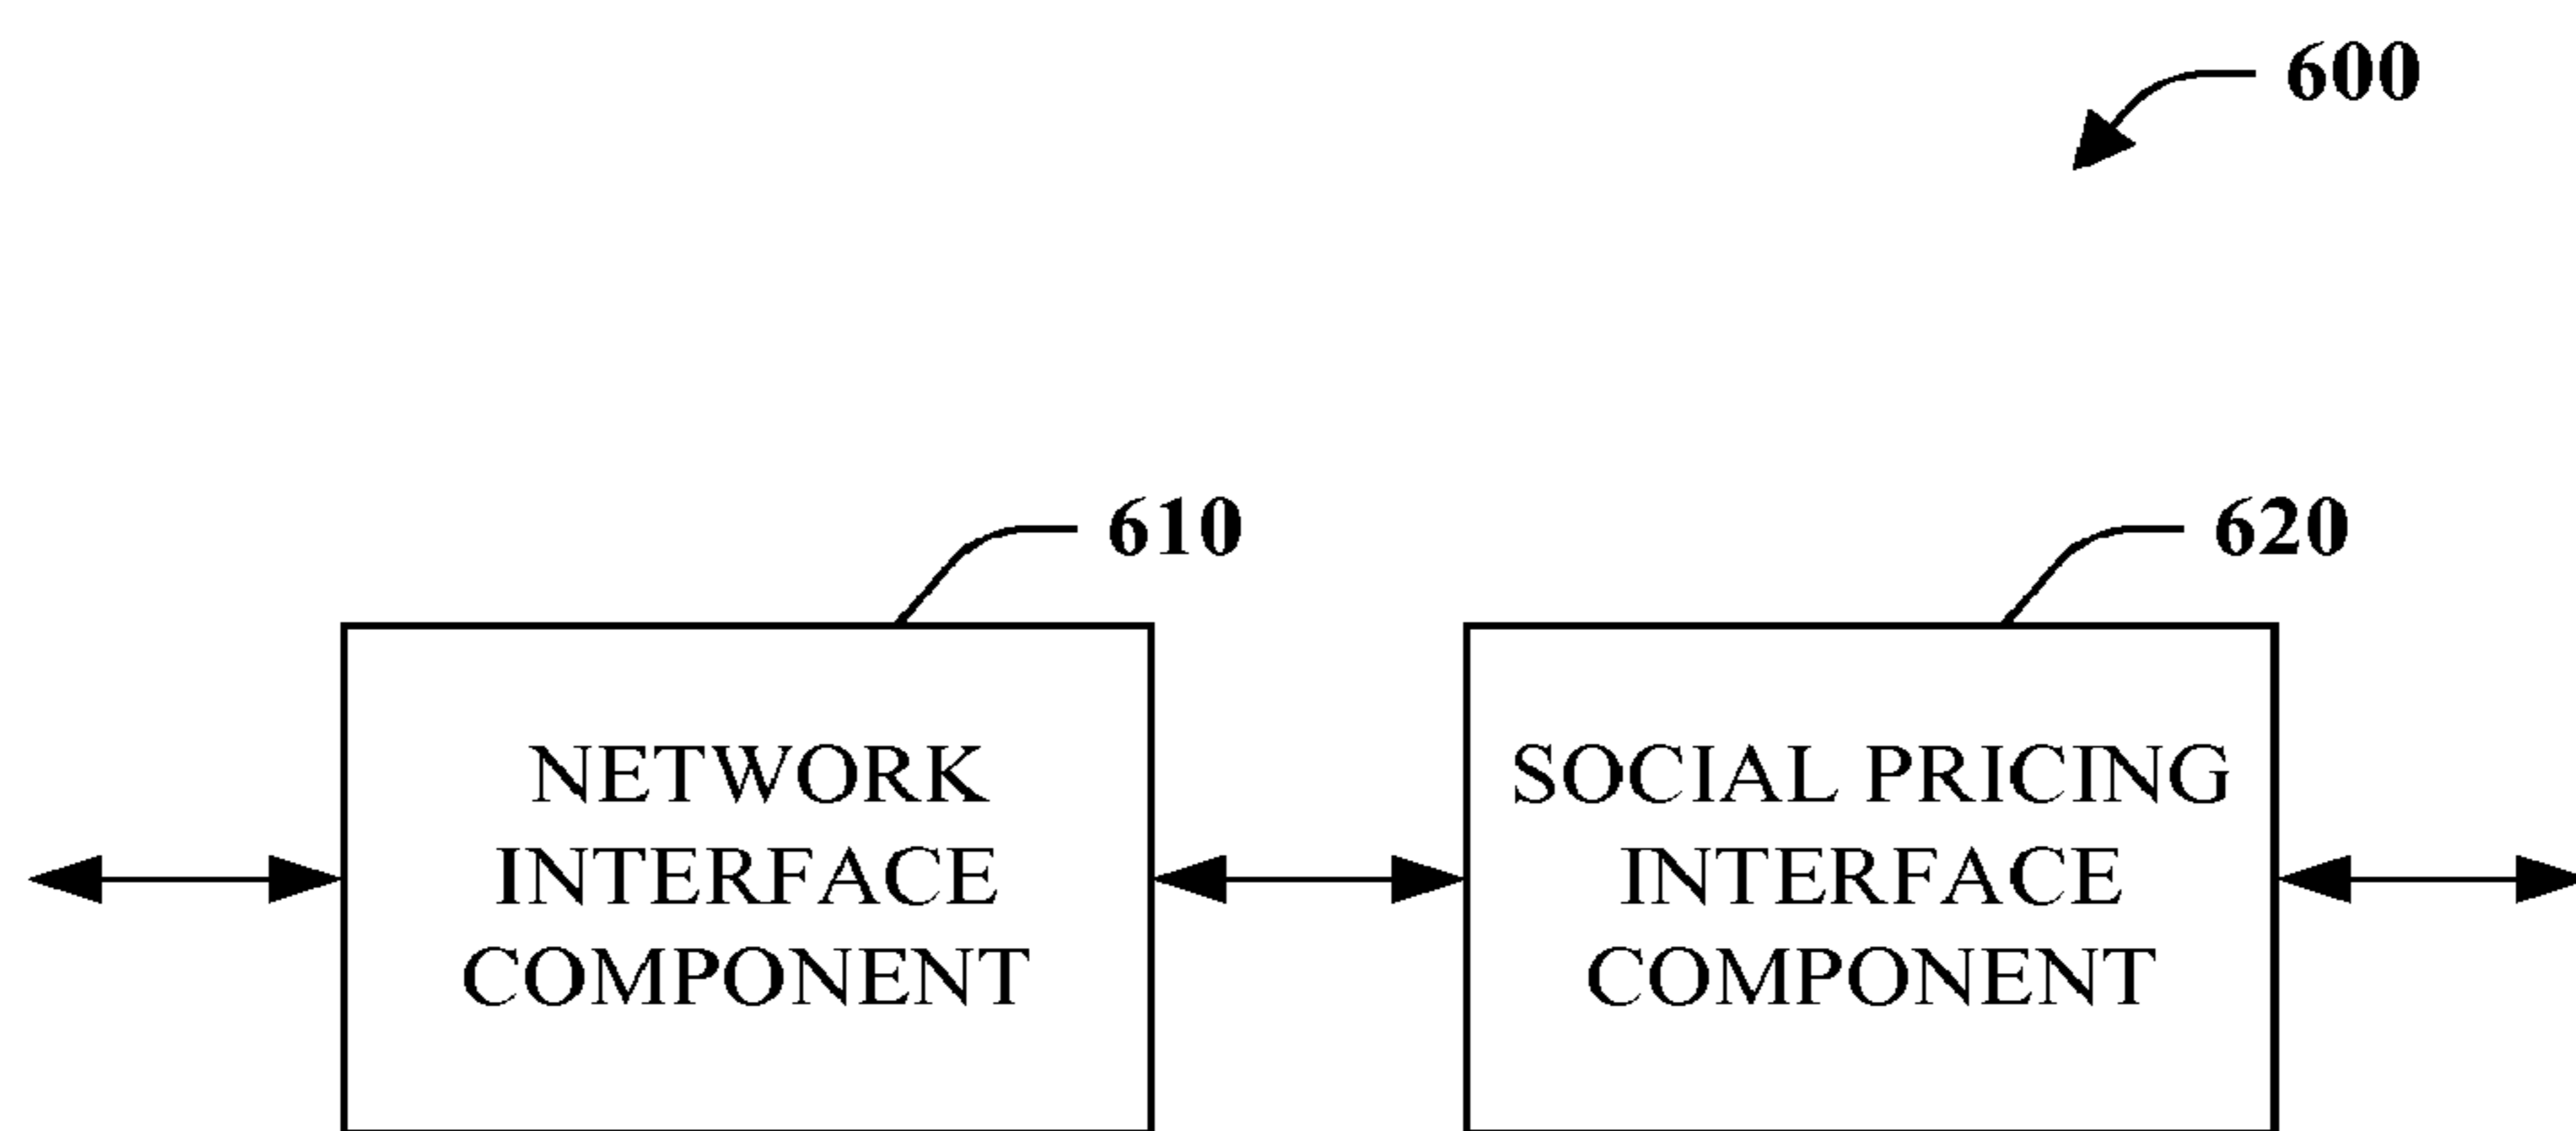 600
610
620
NETWORK
INTERFACE
COMPONENT
SOCIAL PRICING
INTERFACE
COMPONENT